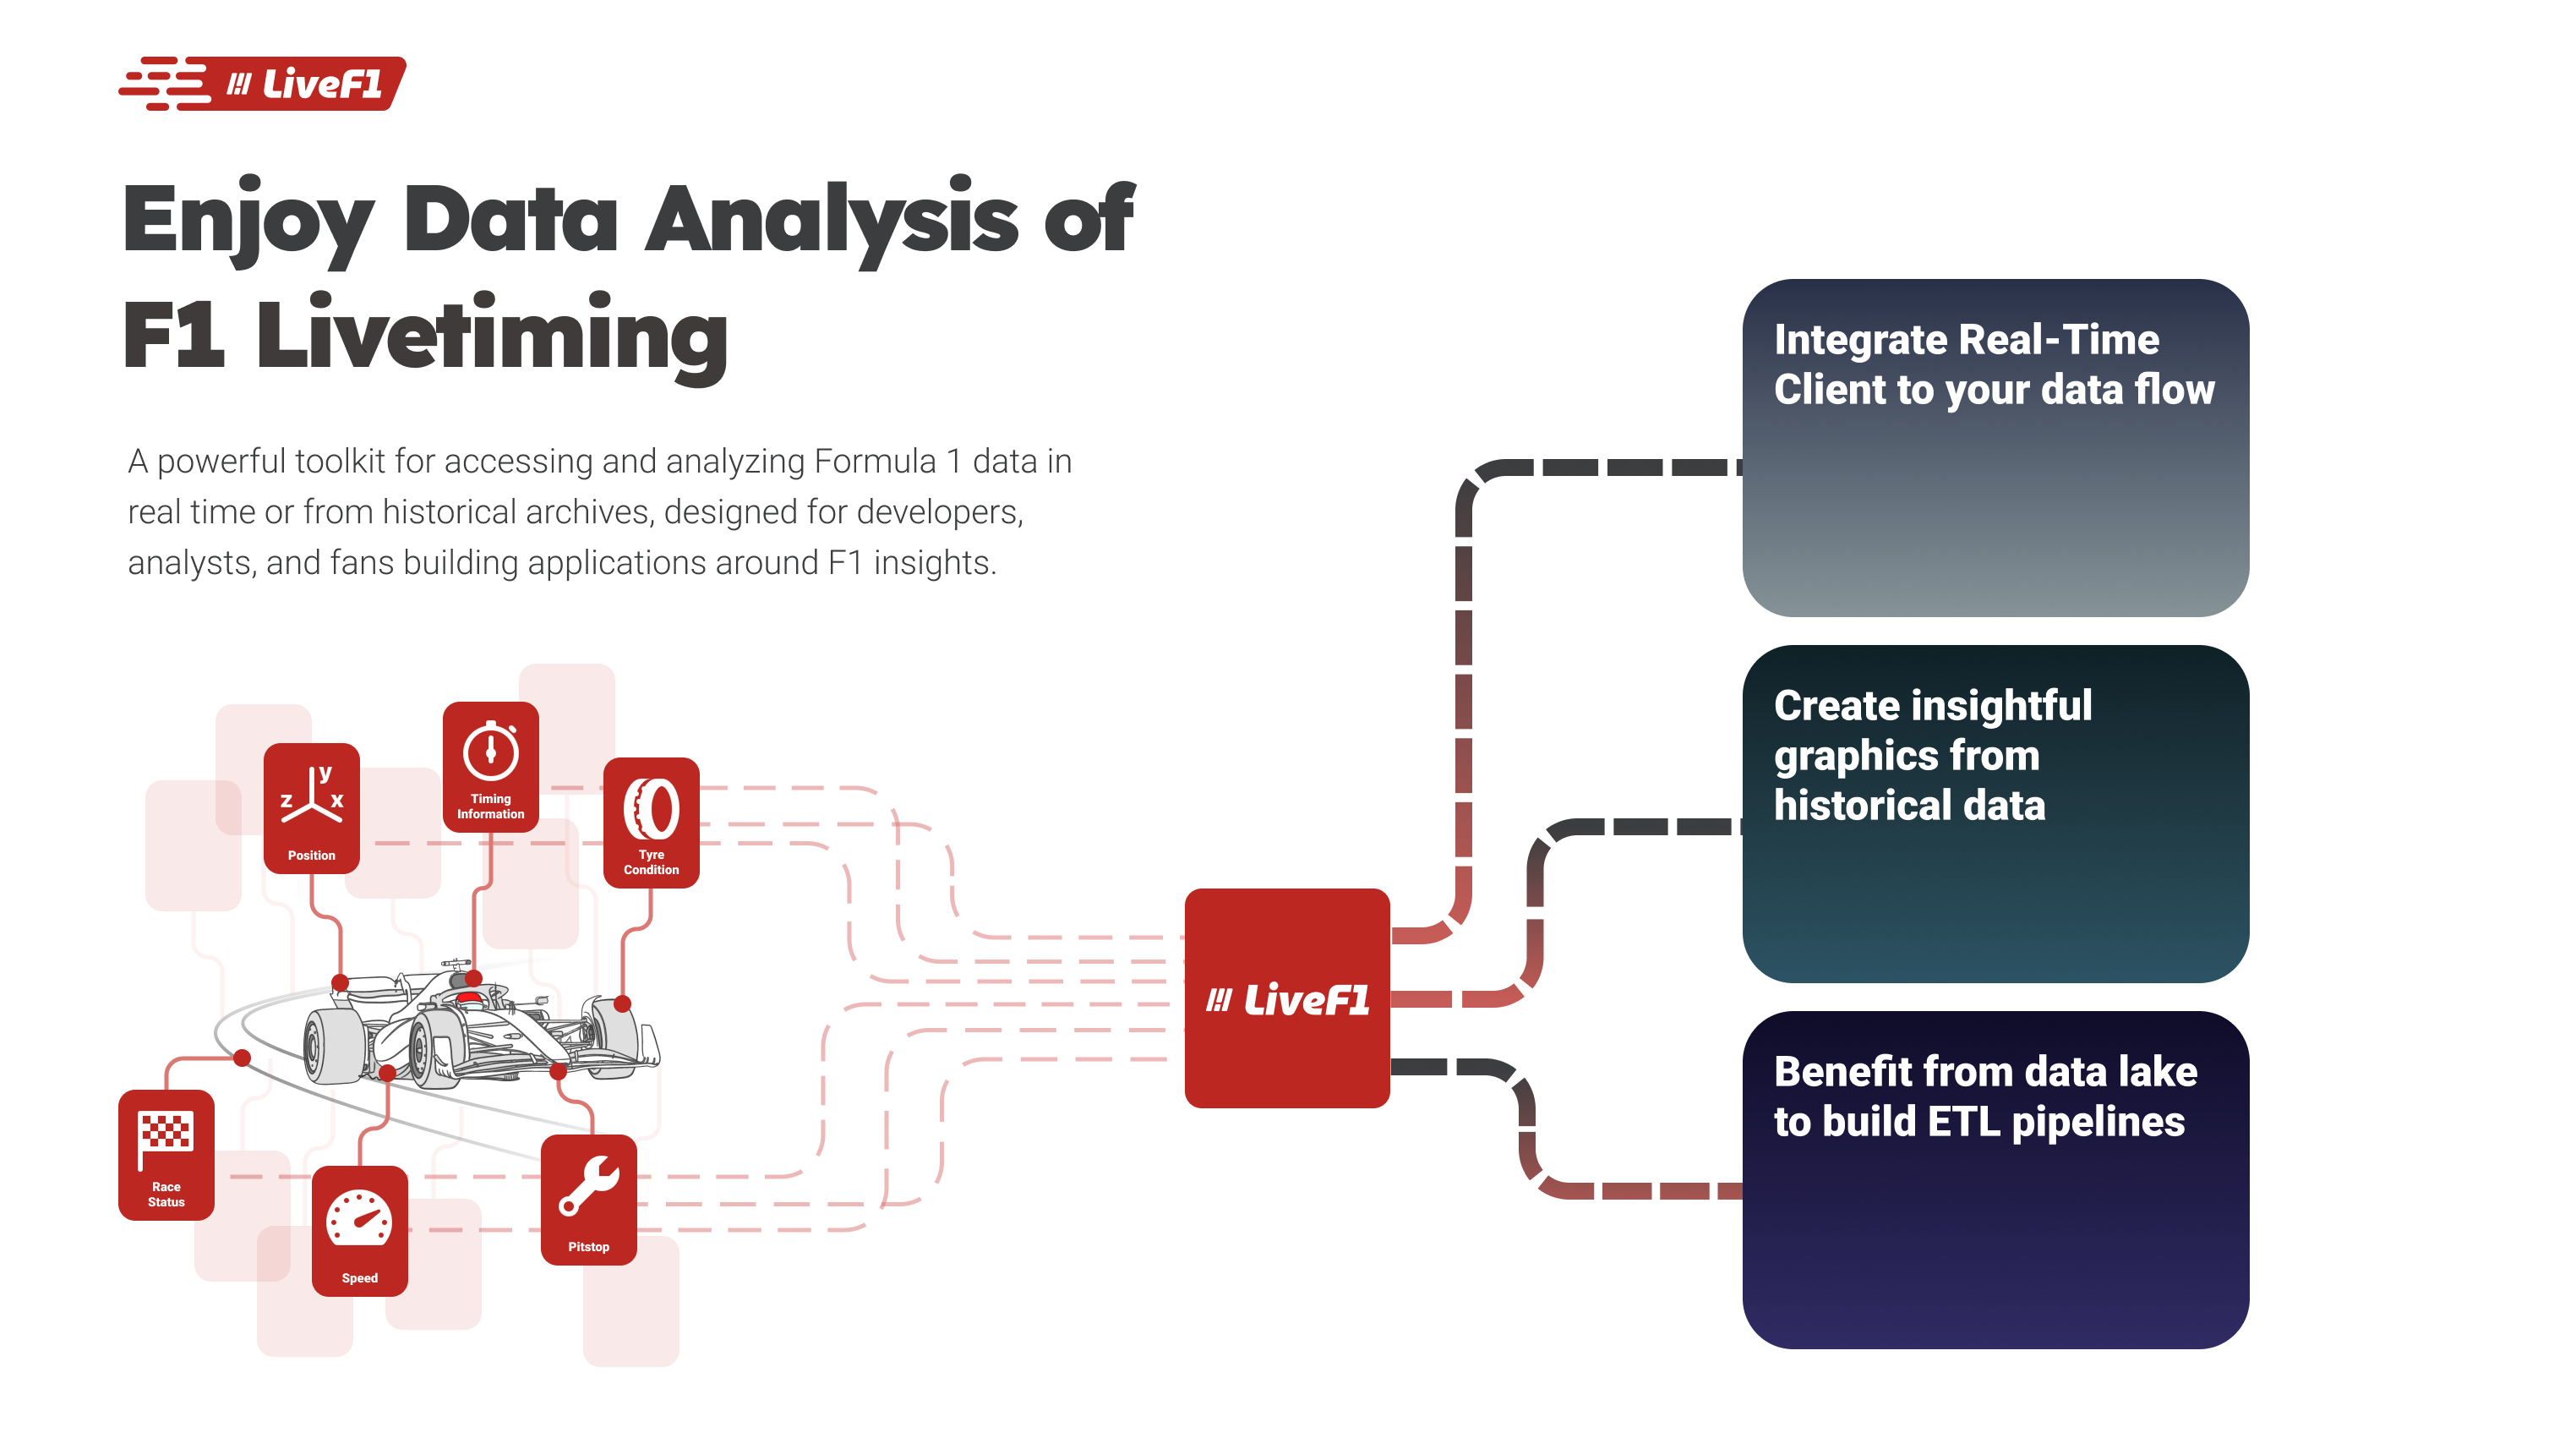 LiveF1
Enjoy Data Analysis of
F1 Livetiming
A powerful toolkit for accessing and analyzing Formula 1 data in
real time or from historical archives, designed for developers,
analysts, and fans building applications around F1 insights.
y
z x
Position
Timing
Information
Tyre
Condition
Race
Status
Speed
Pitstop
LiveF1
Integrate Real-Time
Client to your data flow
Create insightful
graphics from
historical data
Benefit from data lake
to build ETL pipelines